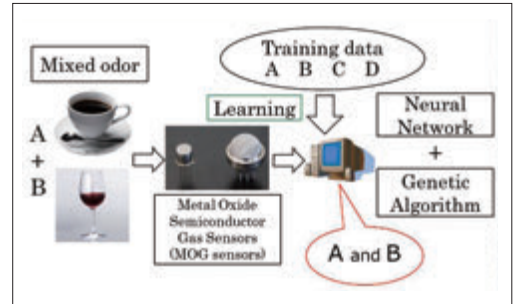 Mixed odor
A
+
B
Metal Oxide
Semiconductor
Gas Sensors
(MOG sensors)
Training data
A B C D
Learning
Neural
Network
+
Genetic
Algorithm
A and B